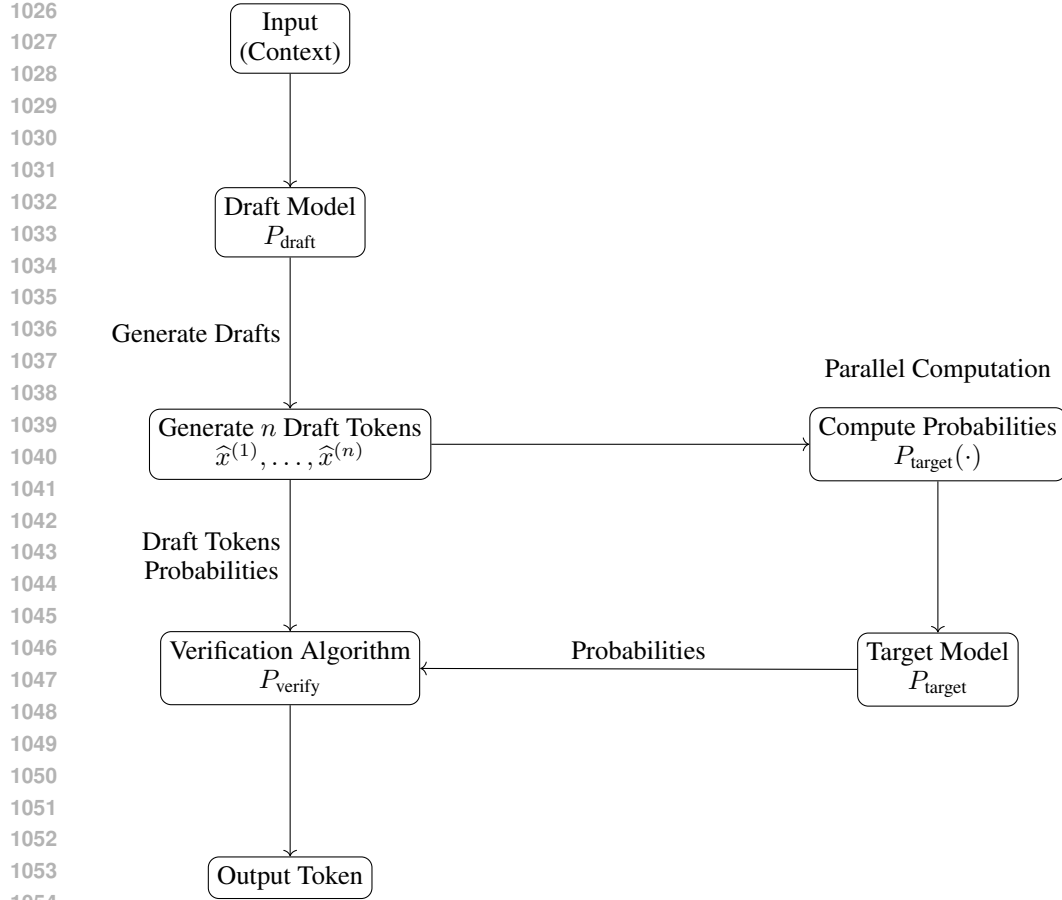 1026
1027
1028
1029
1030
1031
1032
1033
1034
1035
1036
1037
1038
1039
1040
1041
1042
1043
1044
1045
1046
1047
1048
1049
1050
1051
1052
1053
1054
Input
(Context)
Draft Model
P_draft
Generate Drafts
Parallel Computation
Generate n Draft Tokens
x̂^(1), . . . , x̂^(n)
Compute Probabilities
P_target(·)
Draft Tokens
Probabilities
Verification Algorithm
P_verify
Probabilities
Target Model
P_target
Output Token